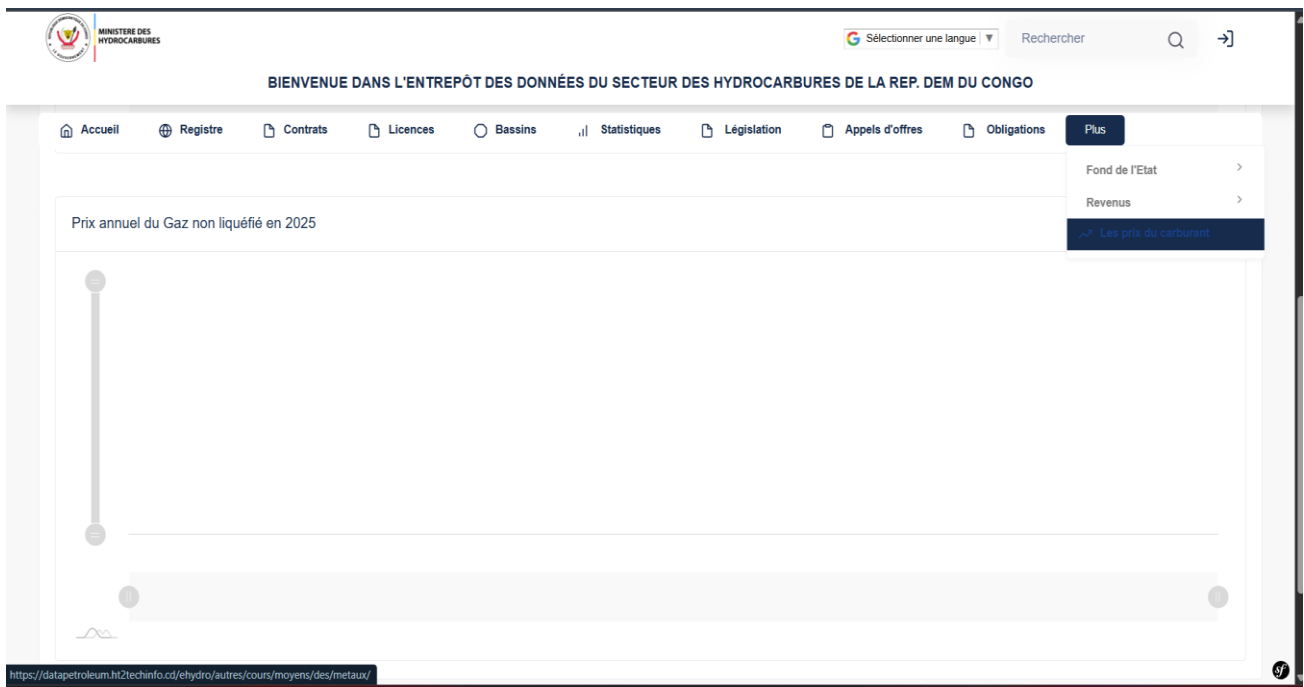 MINISTERE DES
HYDROCARBURES
Sélectionner une langue ▼
Rechercher
BIENVENUE DANS L'ENTREPÔT DES DONNÉES DU SECTEUR DES HYDROCARBURES DE LA REP. DEM DU CONGO
Accueil
Registre
Contrats
Licences
Bassins
Statistiques
Législation
Appels d'offres
Obligations
Plus
Fond de l'Etat
Revenus
Les prix du carburant
Prix annuel du Gaz non liquéfié en 2025
https://datapetroleum.ht2techinfo.cd/ehydro/autres/cours/moyens/des/metaux/
sf